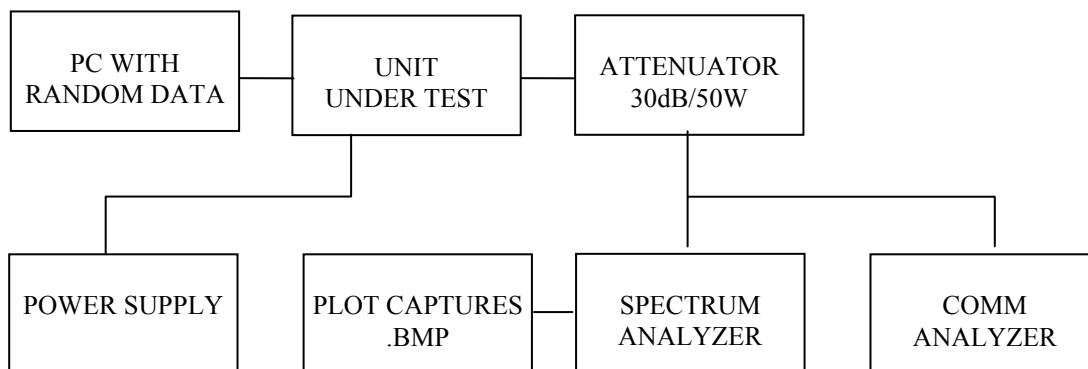 PC WITH
RANDOM DATA
UNIT
UNDER TEST
ATTENUATOR
30dB/50W
POWER SUPPLY
PLOT CAPTURES
.BMP
SPECTRUM
ANALYZER
COMM
ANALYZER